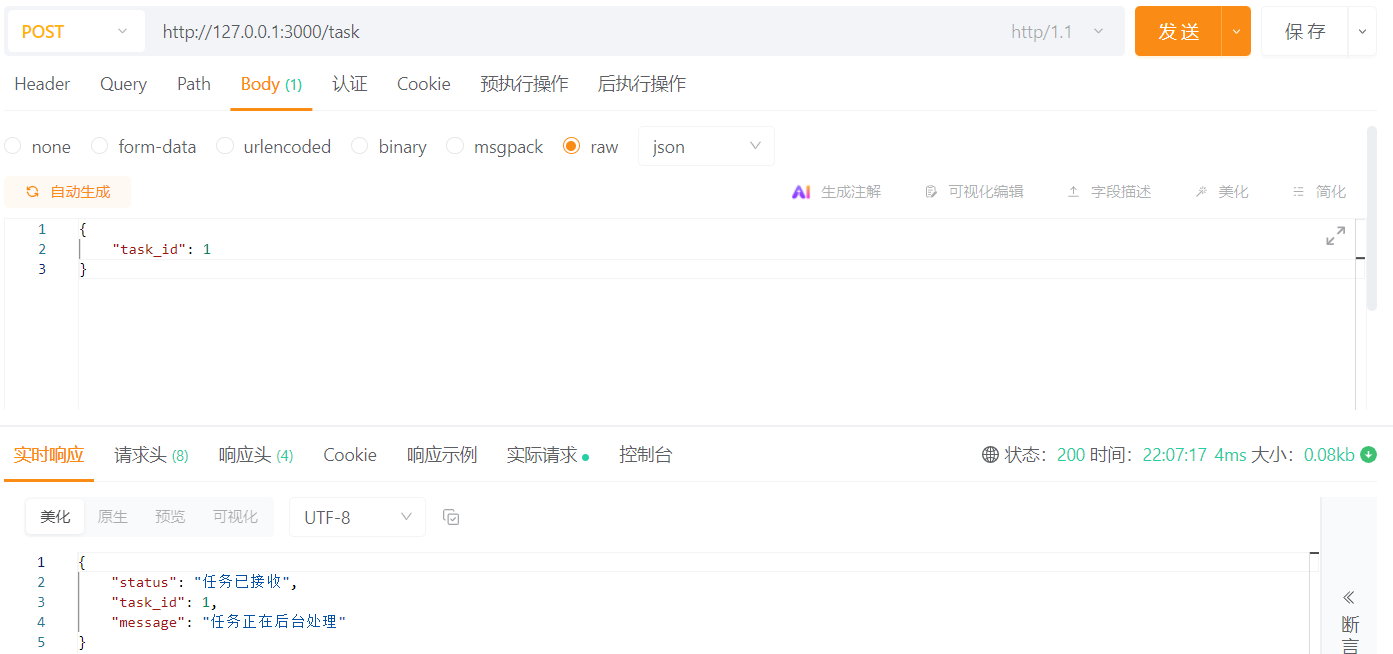 POST http://127.0.0.1:3000/task http/1.1 发送 保存
Header Query Path Body (1) 认证 Cookie 预执行操作 后执行操作
none form-data urlencoded binary msgpack raw json
自动生成 AI 生成注解 可视化编辑 字段描述 美化 简化
1 {
2 "task_id": 1
3 }
实时响应 请求头 (8) 响应头 (4) Cookie 响应示例 实际请求 控制台 状态: 200 时间: 22:07:17 4ms 大小: 0.08kb
美化 原生 预览 可视化 UTF-8
1 {
2 "status": "任务已接收",
3 "task_id": 1,
4 "message": "任务正在后台处理"
5 }
断言